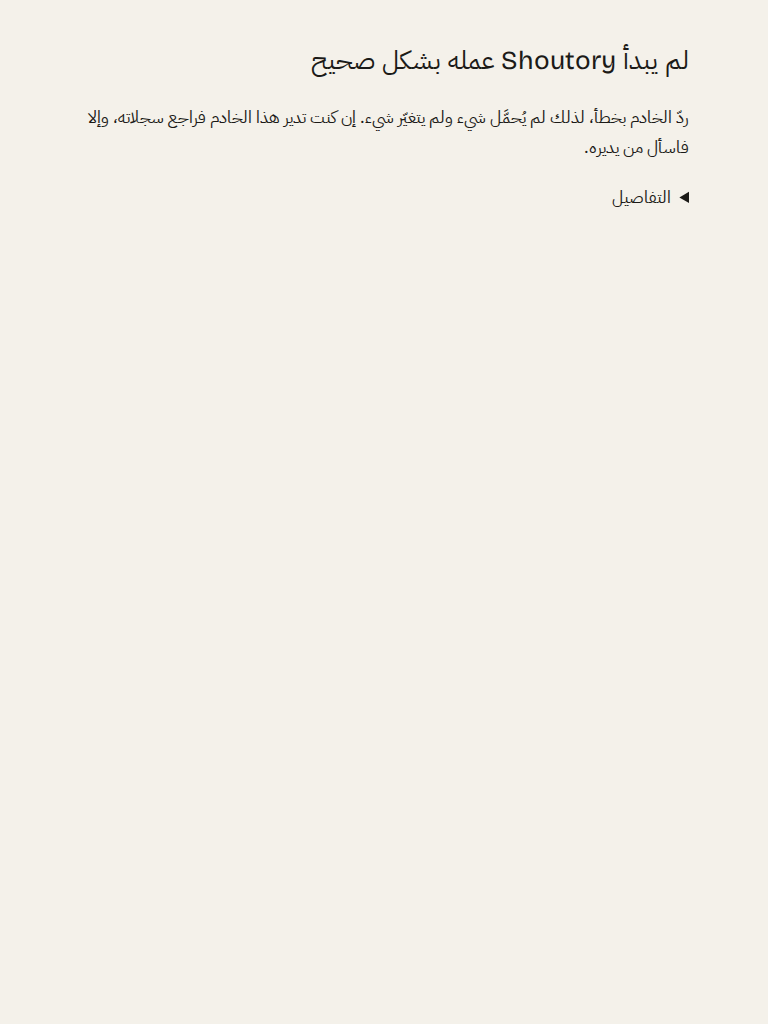 لم يبدأ Shoutory عمله بشكل صحيح
ردّ الخادم بخطأ، لذلك لم يُحمَّل شيء ولم يتغيّر شيء. إن كنت تدير هذا الخادم فراجع سجلاته، وإلا
فاسأل من يديره.
التفاصيل